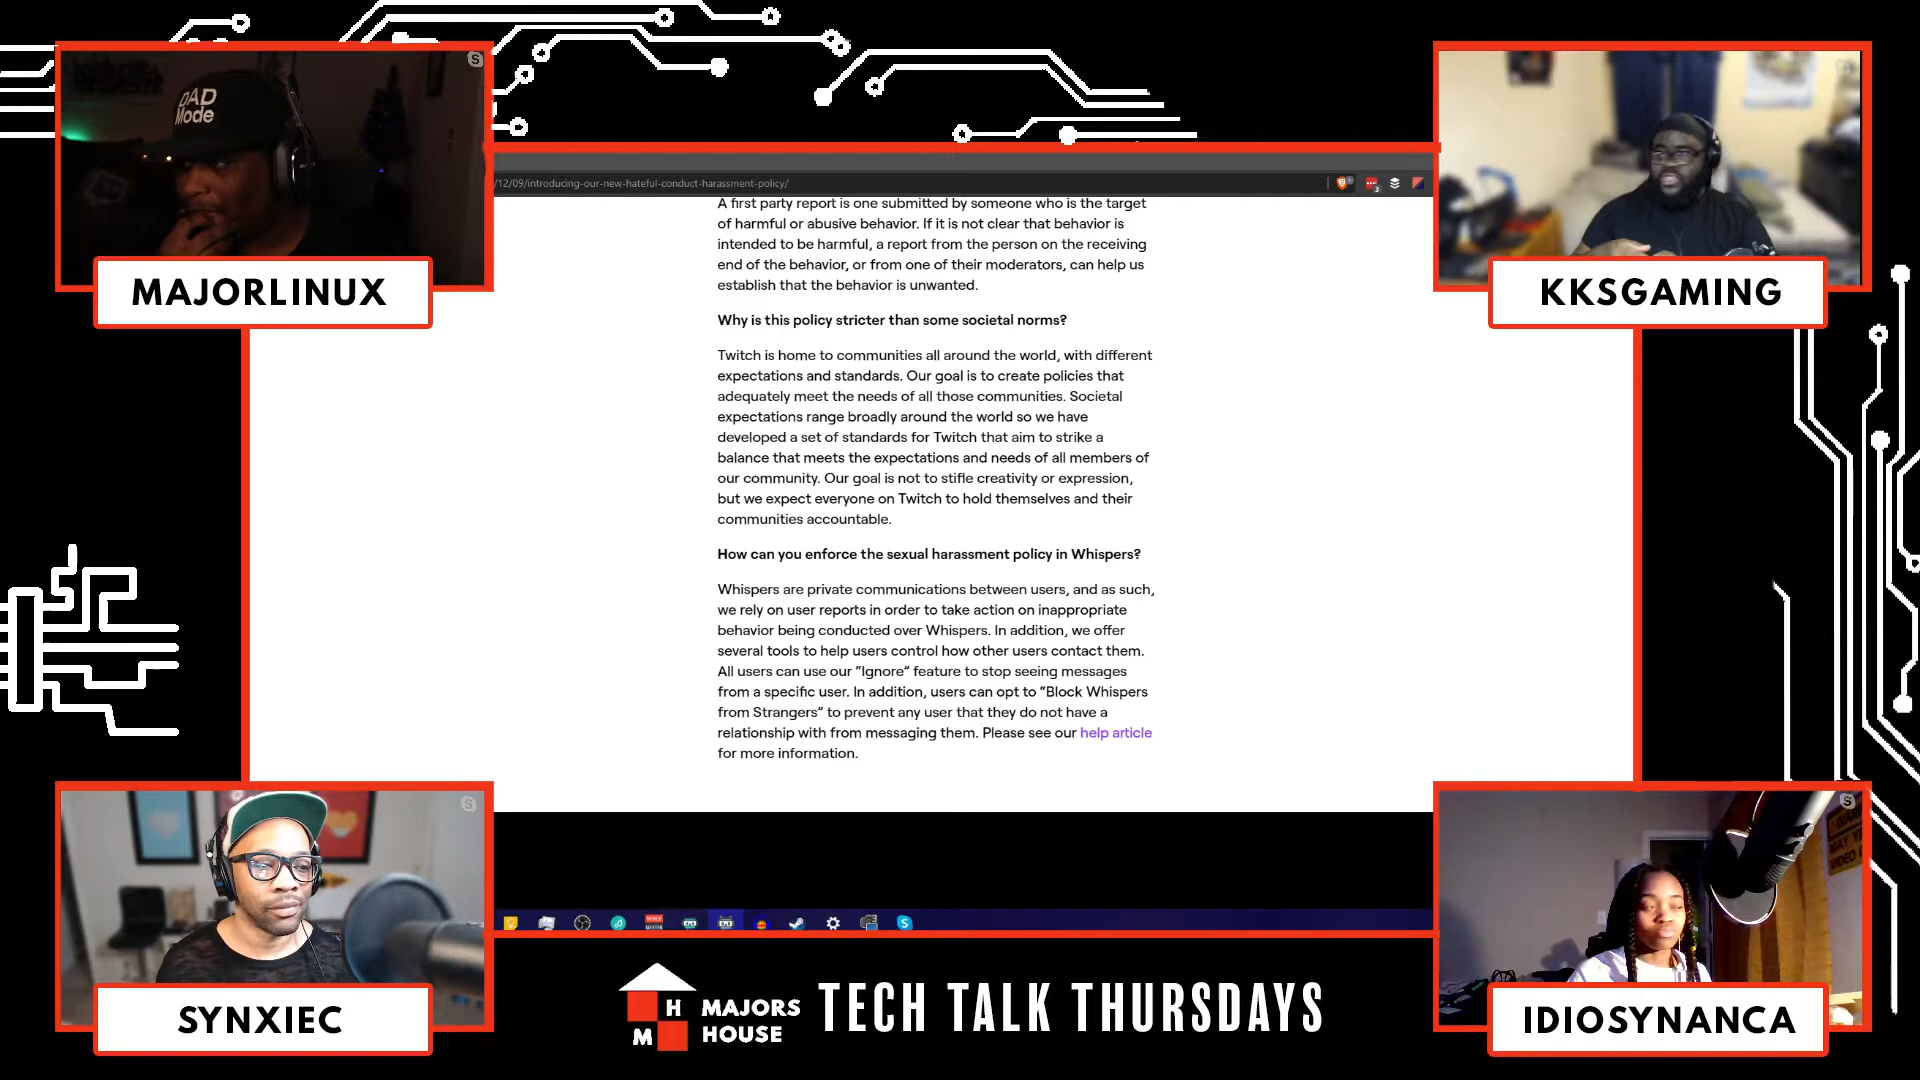 DAD
Mode
MAJORLINUX
KKSGAMING
/12/09/introducing-our-new-hateful-conduct-harassment-policy/
A first party report is one submitted by someone who is the target
of harmful or abusive behavior. If it is not clear that behavior is
intended to be harmful, a report from the person on the receiving
end of the behavior, or from one of their moderators, can help us
establish that the behavior is unwanted.
Why is this policy stricter than some societal norms?
Twitch is home to communities all around the world, with different
expectations and standards. Our goal is to create policies that
adequately meet the needs of all those communities. Societal
expectations range broadly around the world so we have
developed a set of standards for Twitch that aim to strike a
balance that meets the expectations and needs of all members of
our community. Our goal is not to stifle creativity or expression,
but we expect everyone on Twitch to hold themselves and their
communities accountable.
How can you enforce the sexual harassment policy in Whispers?
Whispers are private communications between users, and as such,
we rely on user reports in order to take action on inappropriate
behavior being conducted over Whispers. In addition, we offer
several tools to help users control how other users contact them.
All users can use our “Ignore” feature to stop seeing messages
from a specific user. In addition, users can opt to “Block Whispers
from Strangers” to prevent any user that they do not have a
relationship with from messaging them. Please see our help article
for more information.
SYNXIEC
IDIOSYNANCA
H
M
MAJORS
HOUSE
TECH TALK THURSDAYS